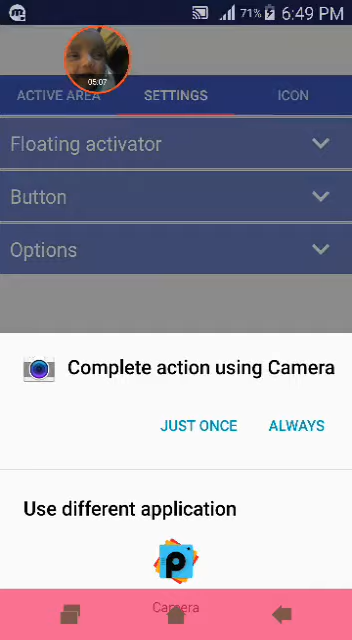 71% 6:49 PM
05:07
ACTIVE AREA SETTINGS ICON
Floating activator
Button
Options
Complete action using Camera
JUST ONCE ALWAYS
Use different application
p
Camera